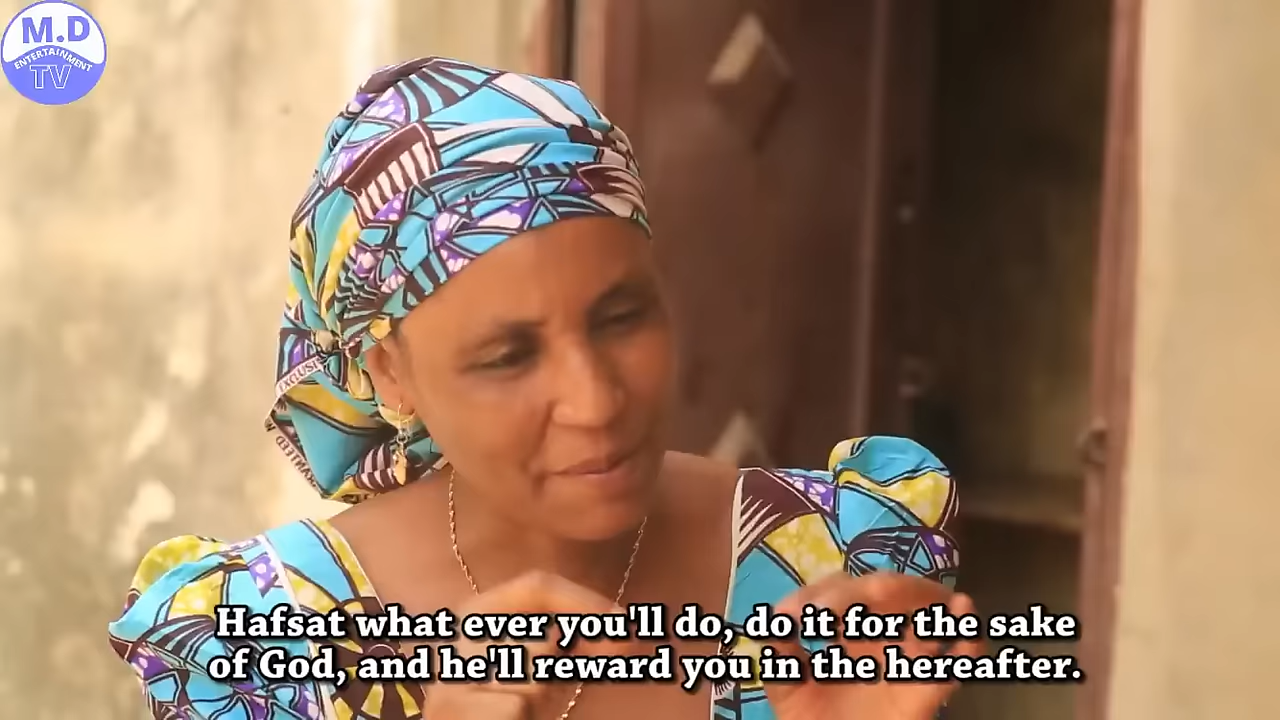 M.D
ENTERTAINMENT
TV
Hafsat what ever you'll do, do it for the sake
of God, and he'll reward you in the hereafter.